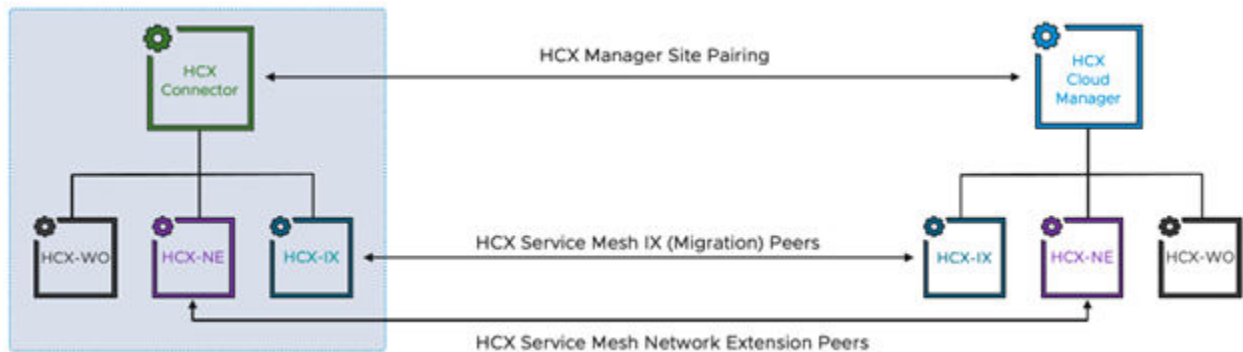 HCX
Connector
HCX Manager Site Pairing
HCX
Cloud
Manager
HCX-WO
HCX-NE
HCX-IX
HCX Service Mesh IX (Migration) Peers
HCX-IX
HCX-NE
HCX-WO
HCX Service Mesh Network Extension Peers